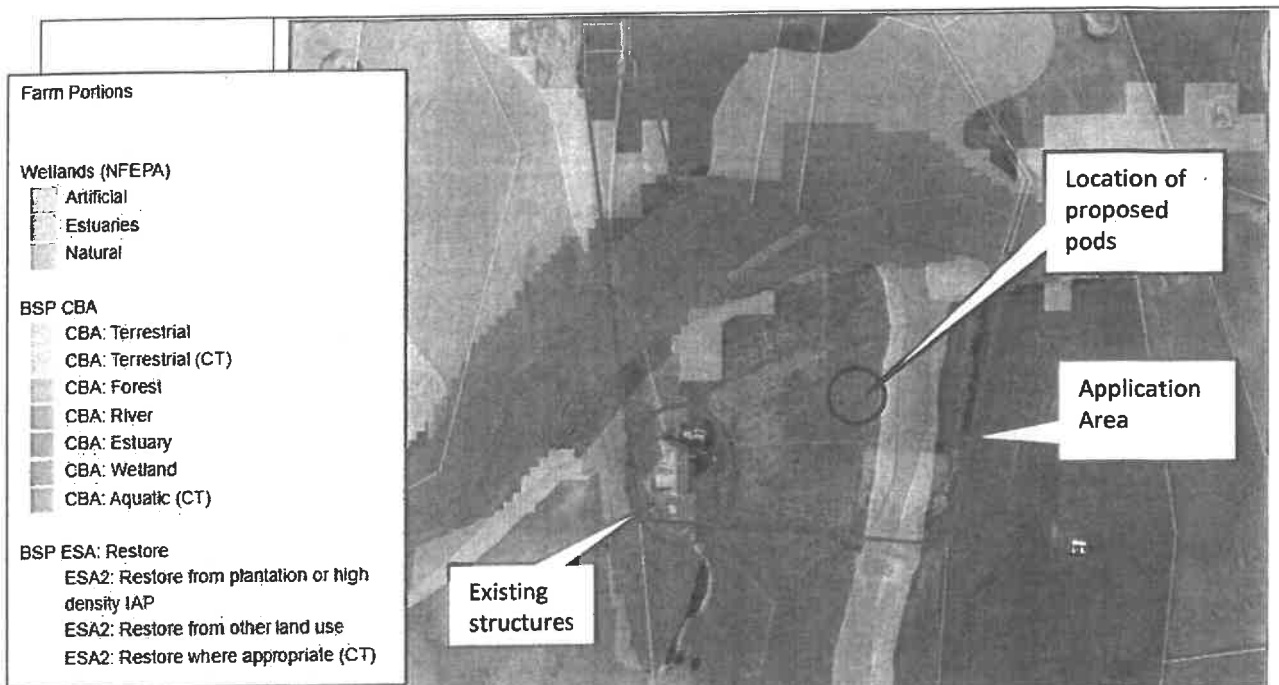 Farm Portions
Wetlands (NFEPA)
Artificial
Estuaries
Natural
BSP CBA
CBA: Terrestrial
CBA: Terrestrial (CT)
CBA: Forest
CBA: River
CBA: Estuary
CBA: Wetland
CBA: Aquatic (CT)
BSP ESA: Restore
ESA2: Restore from plantation or high
density IAP
ESA2: Restore from other land use
ESA2: Restore where appropriate (CT)
Location of
proposed
pods
Application
Area
Existing
structures